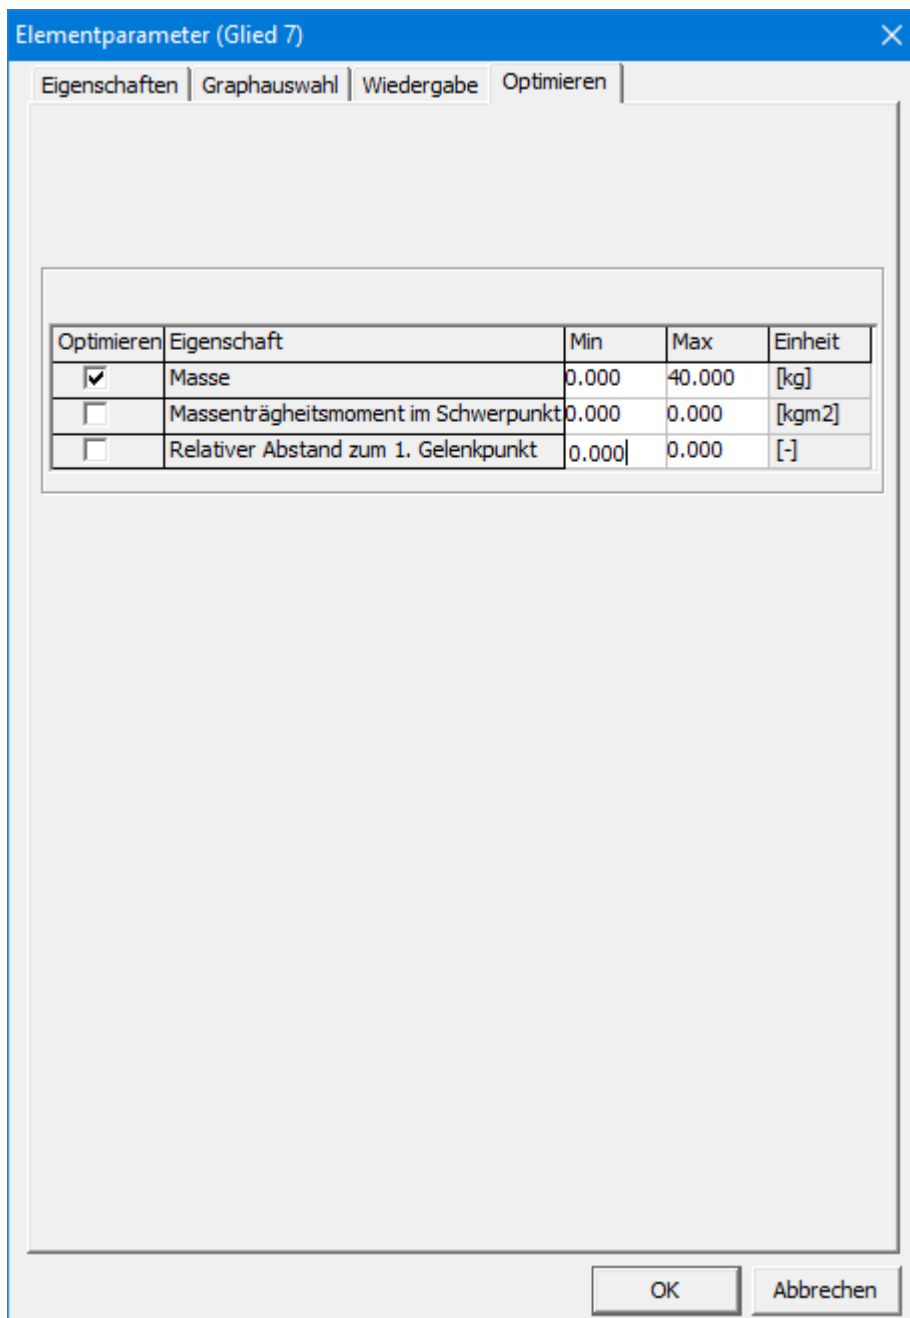 Elementparameter (Glied 7)
Eigenschaften Graphauswahl Wiedergabe Optimieren
Optimieren Eigenschaft Min Max Einheit
Masse 0.000 40.000 [kg]
Massenträgheitsmoment im Schwerpunkt 0.000 0.000 [kgm2]
Relativer Abstand zum 1. Gelenkpunkt 0.000 0.000 [-]
OK Abbrechen